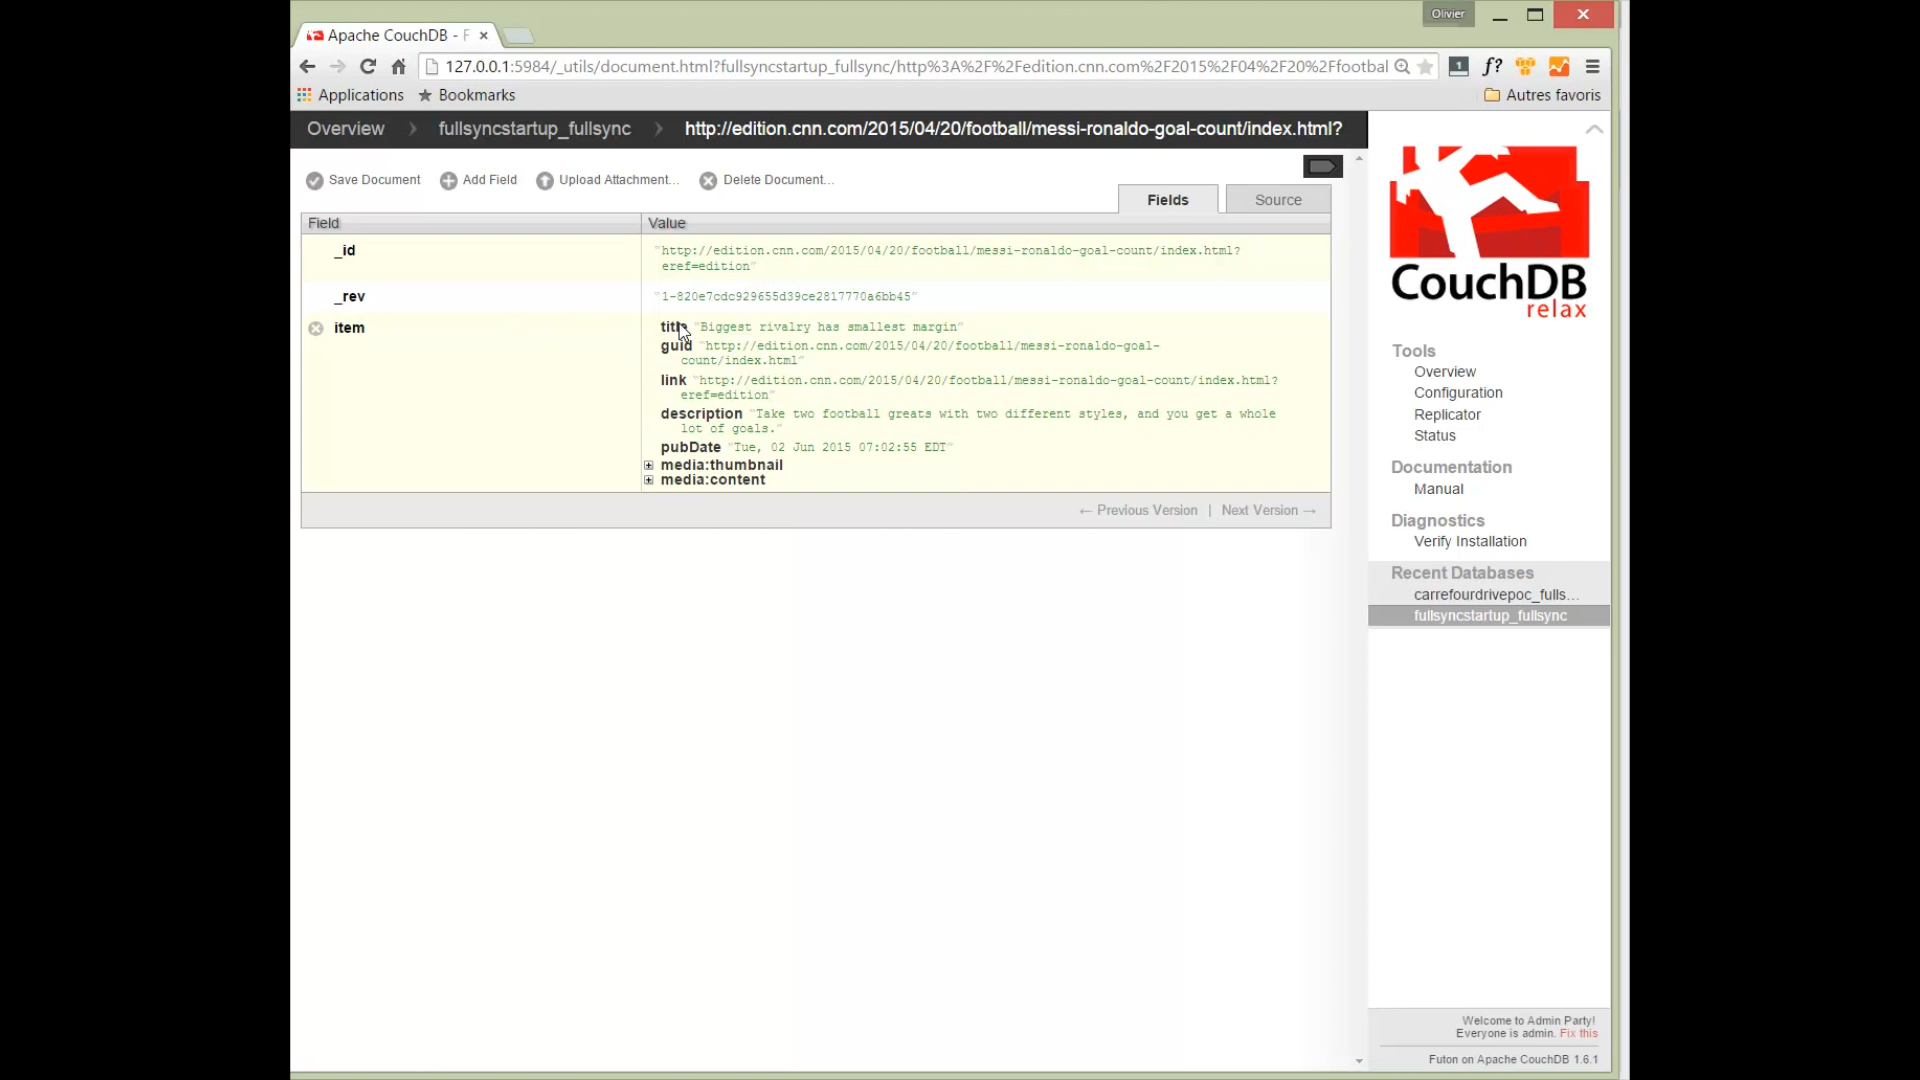 Olivier
Apache CouchDB - F
127.0.0.1:5984/_utils/document.html?fullsyncstartup_fullsync/http%3A%2F%2Fedition.cnn.com%2F2015%2F04%2F20%2Ffootbal
1
f?
Applications
Bookmarks
Autres favoris
Overview
fullsyncstartup_fullsync
http://edition.cnn.com/2015/04/20/football/messi-ronaldo-goal-count/index.html?
Save Document
Add Field
Upload Attachment...
Delete Document...
Fields
Source
Field
Value
_id
"http://edition.cnn.com/2015/04/20/football/messi-ronaldo-goal-count/index.html?
eref=edition"
_rev
"1-820e7cdc929655d39ce2817770a6bb45"
item
title "Biggest rivalry has smallest margin"
guid "http://edition.cnn.com/2015/04/20/football/messi-ronaldo-goal-
count/index.html"
link "http://edition.cnn.com/2015/04/20/football/messi-ronaldo-goal-count/index.html?
eref=edition"
description "Take two football greats with two different styles, and you get a whole
lot of goals."
pubDate "Tue, 02 Jun 2015 07:02:55 EDT"
media:thumbnail
media:content
← Previous Version | Next Version →
CouchDB
relax
Tools
Overview
Configuration
Replicator
Status
Documentation
Manual
Diagnostics
Verify Installation
Recent Databases
carrefourdrivepoc_fulls...
fullsyncstartup_fullsync
Welcome to Admin Party!
Everyone is admin. Fix this
Futon on Apache CouchDB 1.6.1